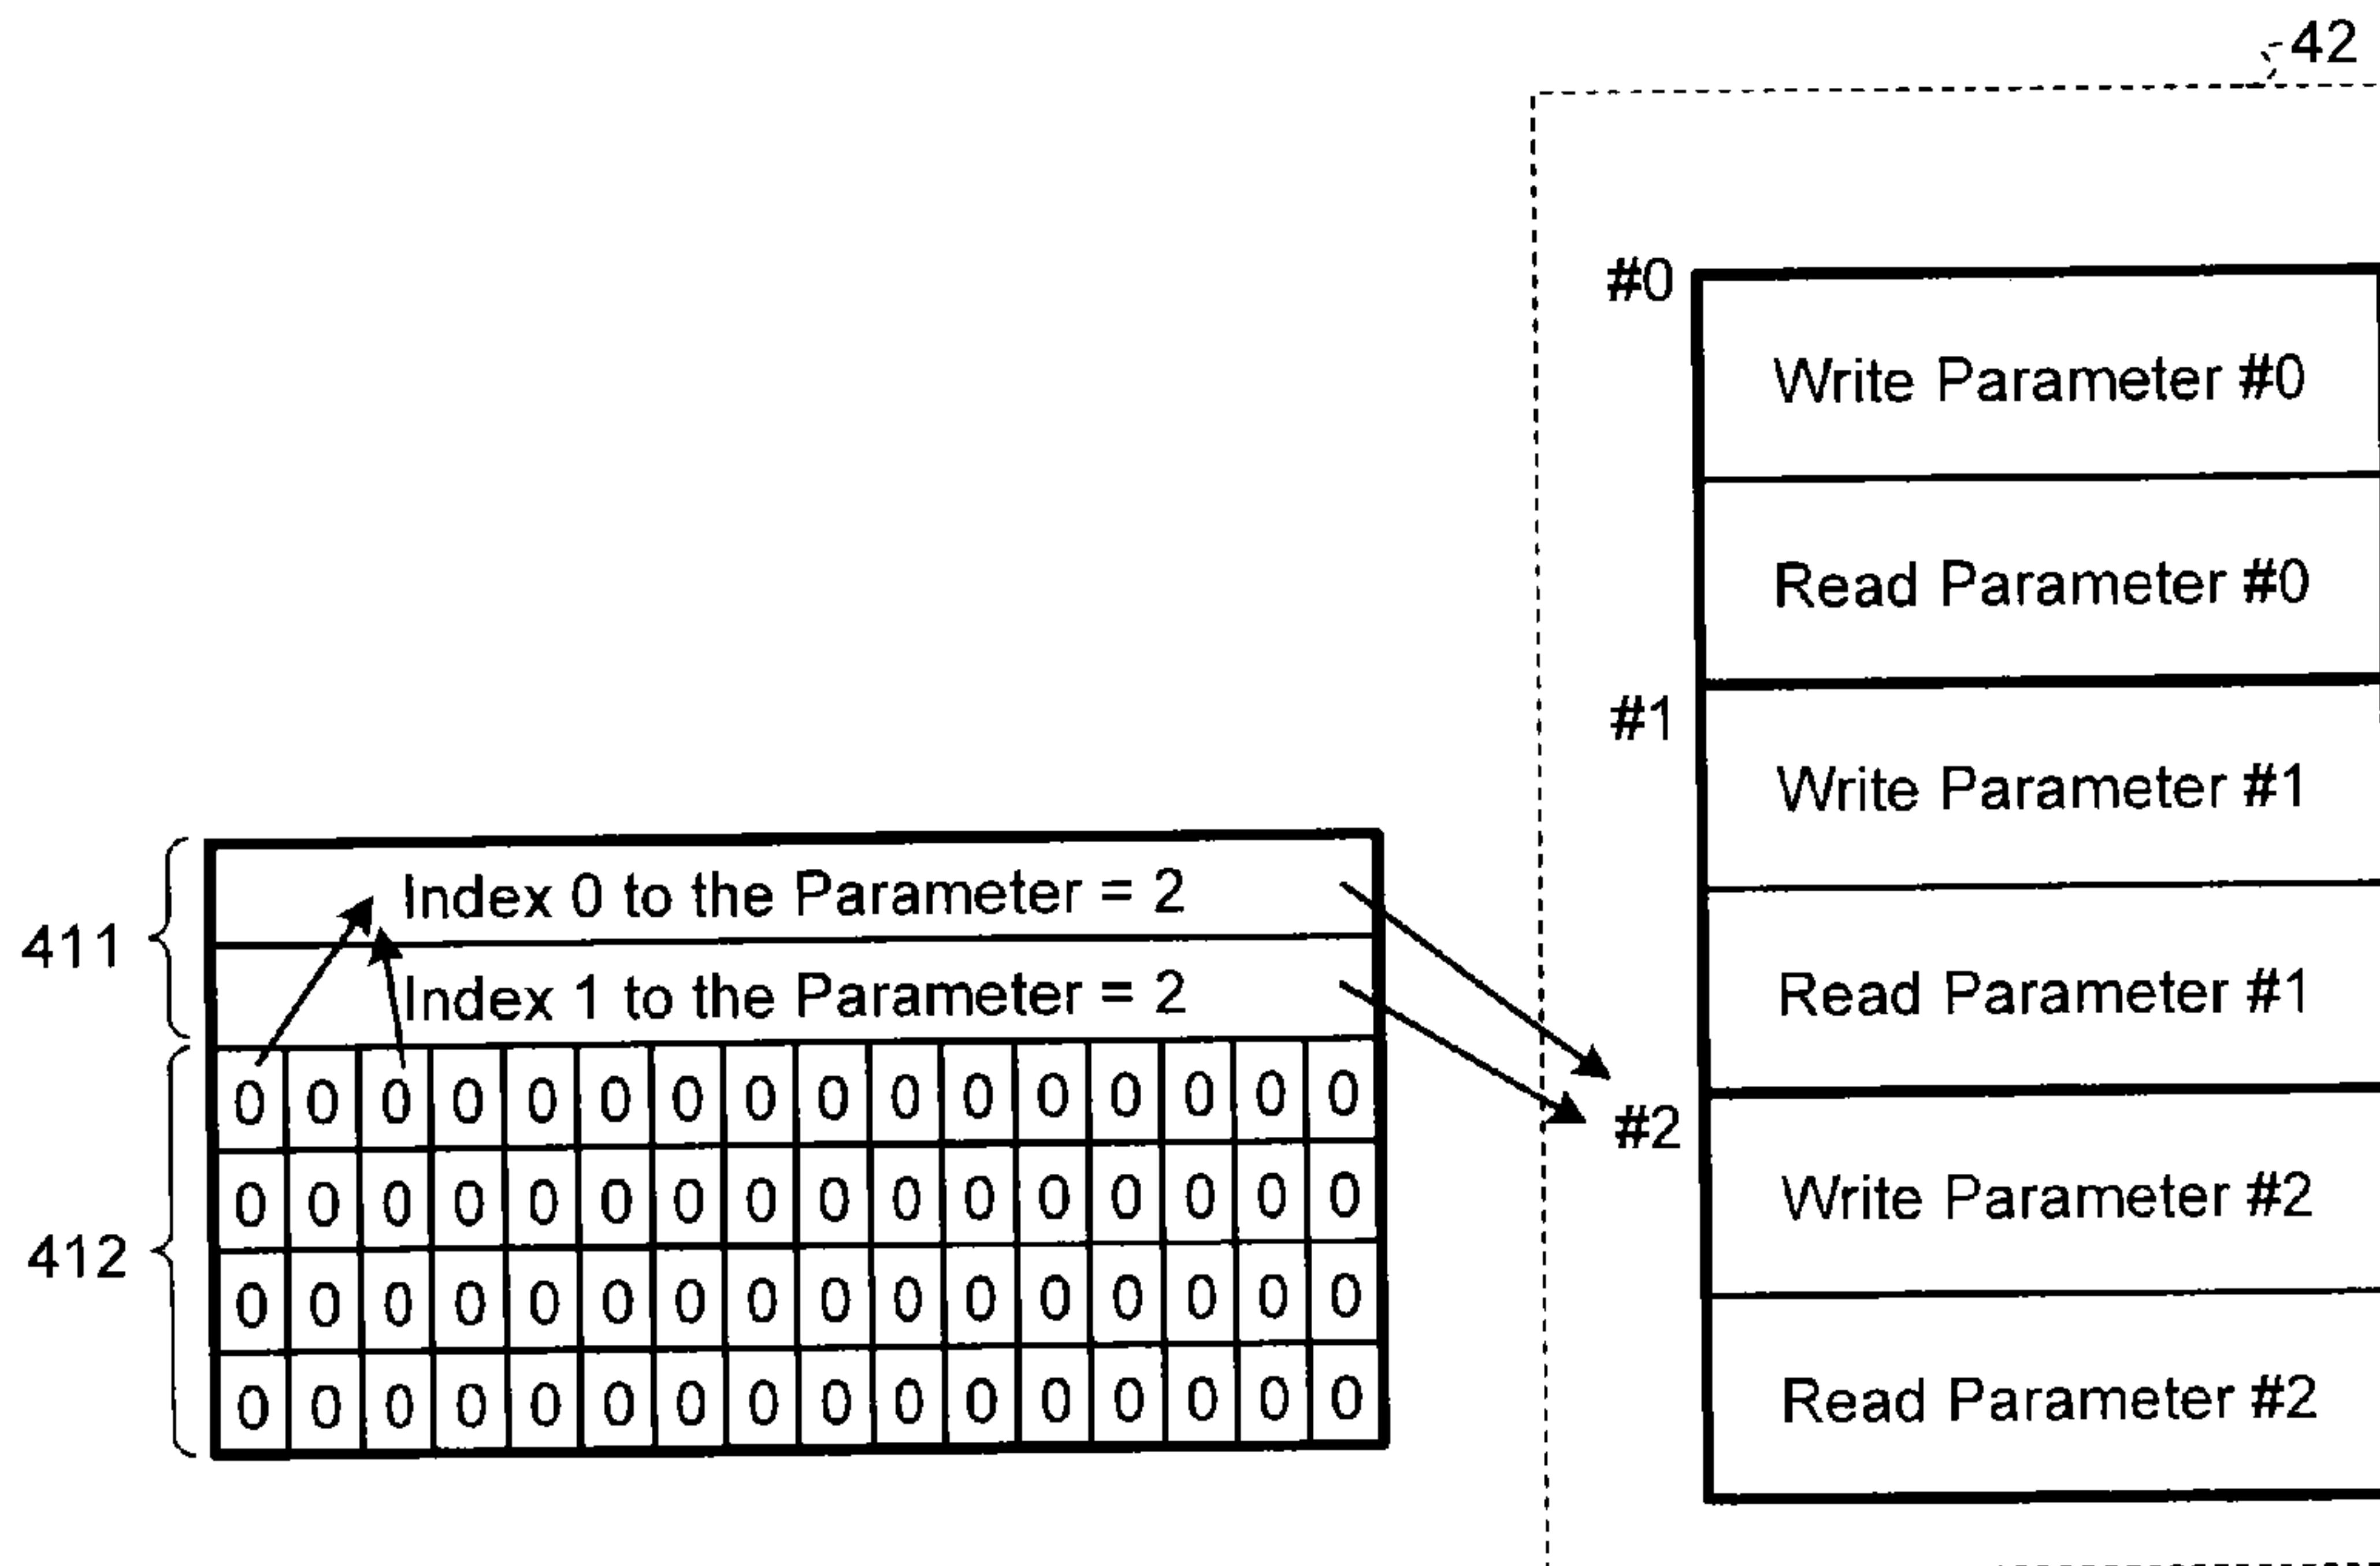 42
#0
Write Parameter #0
Read Parameter #0
#1
Write Parameter #1
Read Parameter #1
#2
Write Parameter #2
Read Parameter #2
411
Index 0 to the Parameter = 2
Index 1 to the Parameter = 2
412
0 0 0 0 0 0 0 0 0 0 0 0 0 0 0 0
0 0 0 0 0 0 0 0 0 0 0 0 0 0 0 0
0 0 0 0 0 0 0 0 0 0 0 0 0 0 0 0
0 0 0 0 0 0 0 0 0 0 0 0 0 0 0 0